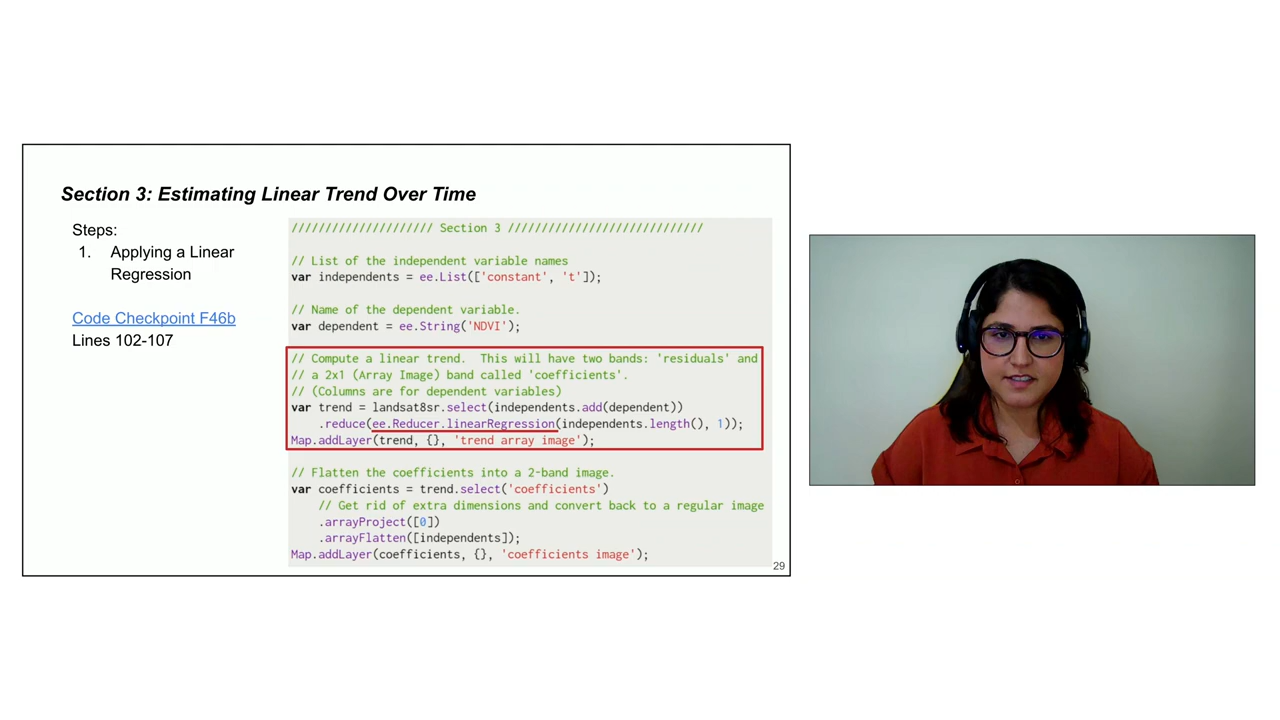 Section 3: Estimating Linear Trend Over Time
Steps:
1. Applying a Linear
Regression
Code Checkpoint F46b
Lines 102-107
///////////////////// Section 3 /////////////////////////////
// List of the independent variable names
var independents = ee.List(['constant', 't']);
// Name of the dependent variable.
var dependent = ee.String('NDVI');
// Compute a linear trend.  This will have two bands: 'residuals' and
// a 2x1 (Array Image) band called 'coefficients'.
// (Columns are for dependent variables)
var trend = landsat8sr.select(independents.add(dependent))
.reduce(ee.Reducer.linearRegression(independents.length(), 1));
Map.addLayer(trend, {}, 'trend array image');
// Flatten the coefficients into a 2-band image.
var coefficients = trend.select('coefficients')
// Get rid of extra dimensions and convert back to a regular image
.arrayProject([0])
.arrayFlatten([independents]);
Map.addLayer(coefficients, {}, 'coefficients image');
29